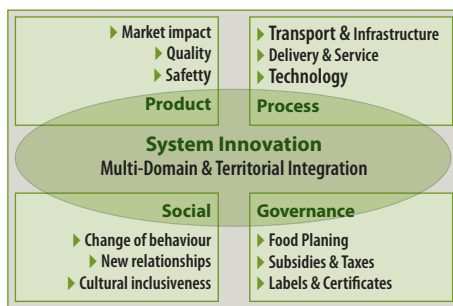 Market impact
Quality
Safetty
Product
Transport & Infrastructure
Delivery & Service
Technology
Process
System Innovation
Multi-Domain & Territorial Integration
Social
Change of behaviour
New relationships
Cultural inclusiveness
Governance
Food Planing
Subsidies & Taxes
Labels & Certificates